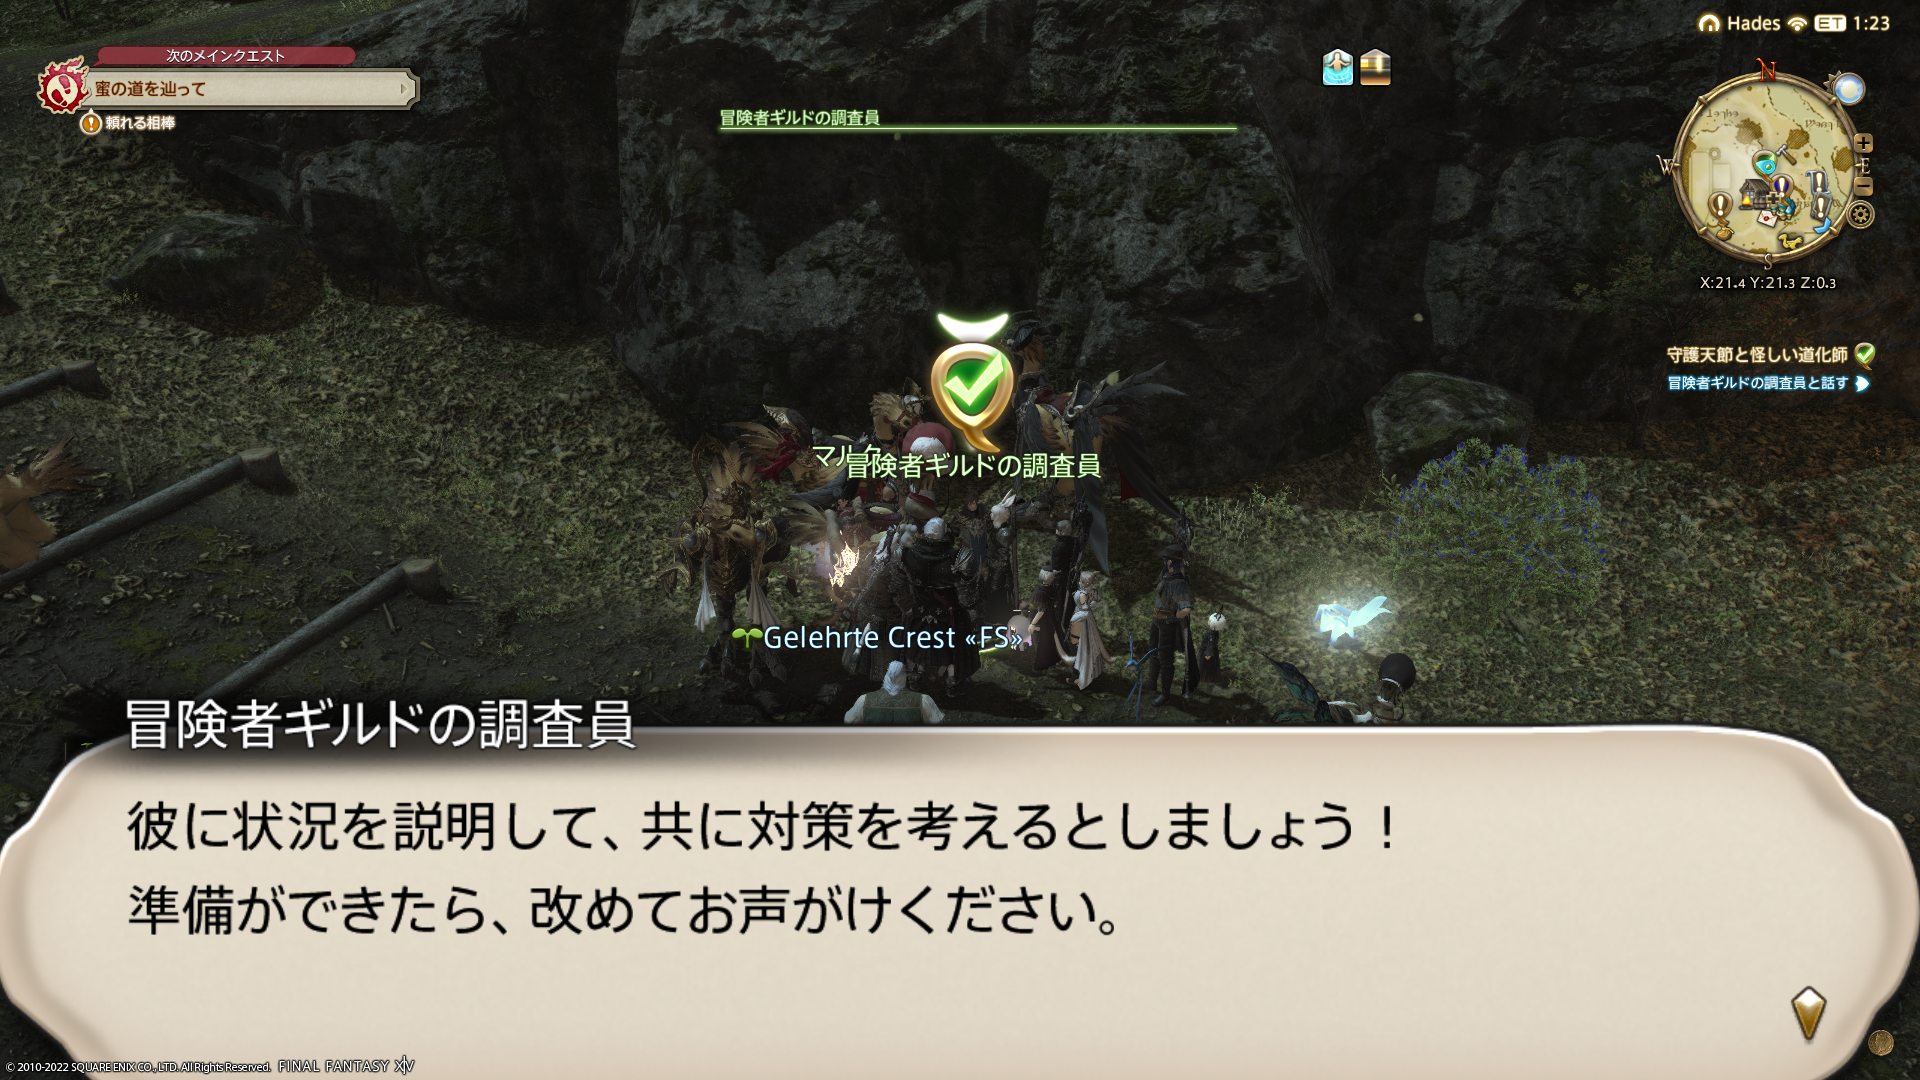 Hades ET 1:23
次のメインクエスト
蜜の道を辿って
頼れる相棒
冒険者ギルドの調査員
N
W
E
S
X:21.4 Y:21.3 Z:0.3
守護天節と怪しい道化師
冒険者ギルドの調査員と話す
冒険者ギルドの調査員
Gelehrte Crest «FS»
冒険者ギルドの調査員
彼に状況を説明して、共に対策を考えるとしましょう！
準備ができたら、改めてお声がけください。
© 2010-2022 SQUARE ENIX CO., LTD. All Rights Reserved. FINAL FANTASY XIV